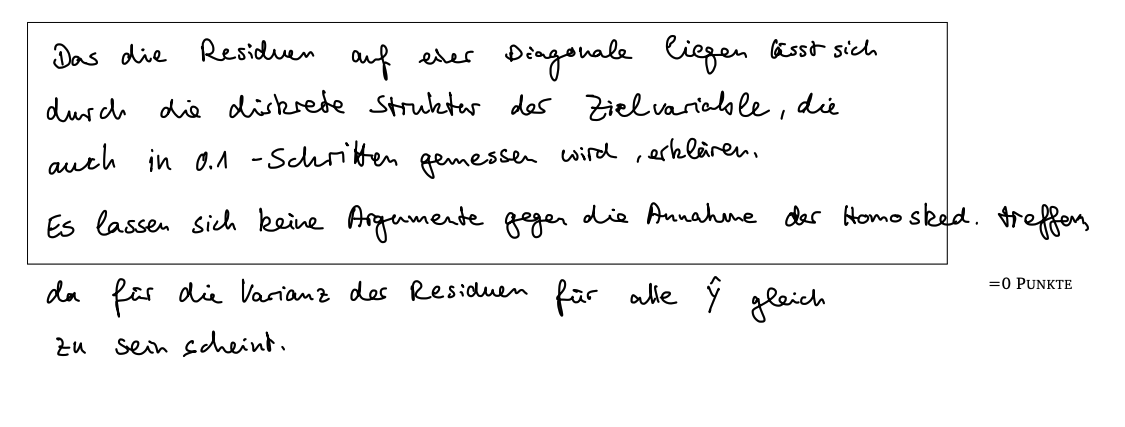 Das die Residuen auf einer Diagonale liegen lässt sich
durch die diskrete Struktur der Zielvariable, die
auch in 0.1 -Schritten gemessen wird, erklären.
Es lassen sich keine Argumente gegen die Annahme der Homosked. treffen,
da für die Varianz der Residuen für alle Ŷ gleich
=0 PUNKTE
zu sein scheint.